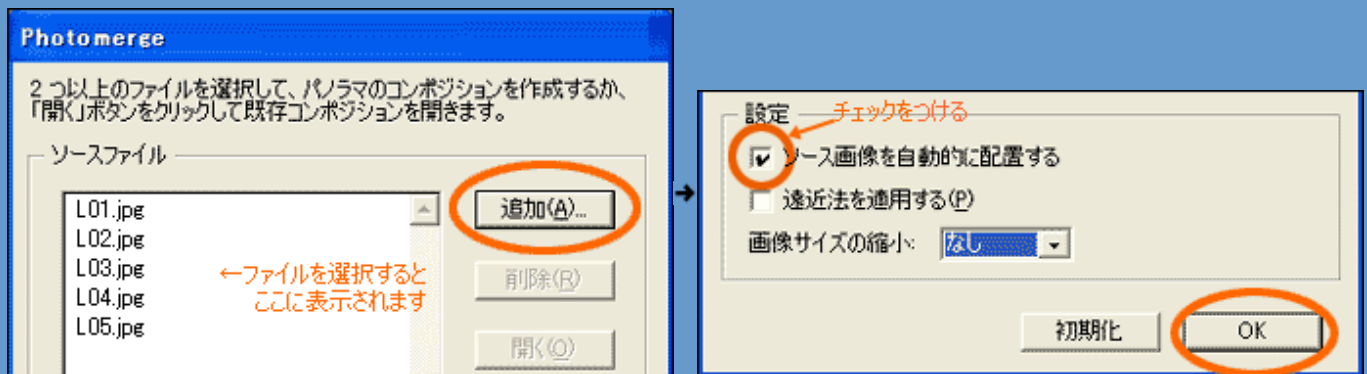 Photomerge
2 つ以上のファイルを選択して、パノラマのコンポジションを作成するか、
「開く」ボタンをクリックして既存コンポジションを開きます。
ソースファイル
L01.jpg
L02.jpg
L03.jpg
L04.jpg
L05.jpg
←ファイルを選択すると
ここに表示されます
追加(A)...
削除(R)
開く(O)
➔
設定
チェックをつける
ソース画像を自動的に配置する
遠近法を適用する(P)
画像サイズの縮小: なし
初期化
OK